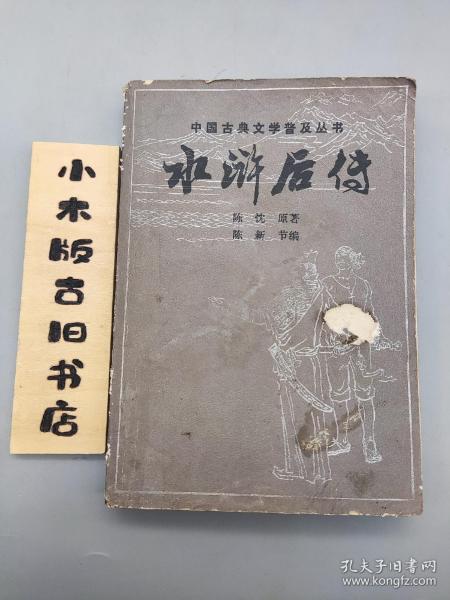 中国古典文学普及丛书
水浒后传
陈忱 原著
陈新 节编
小木版古旧书店
孔夫子旧书网
www.kongfz.com